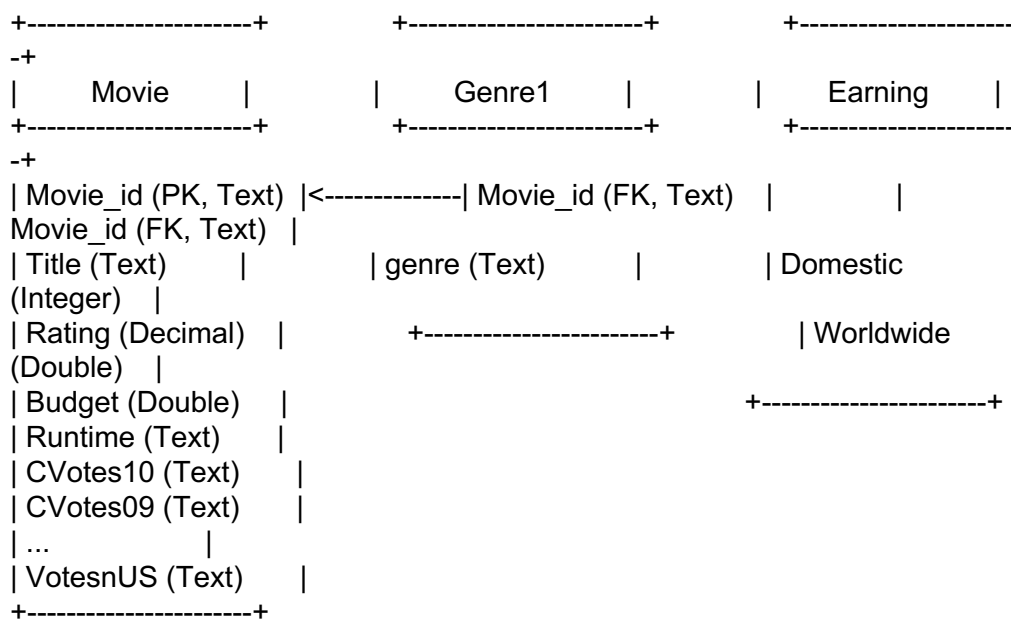 +-----------------------+ +------------------------+ +----------------------
-+
| Movie | | Genre1 | | Earning |
+-----------------------+ +------------------------+ +----------------------
-+
| Movie_id (PK, Text) |<--------------| Movie_id (FK, Text) | |
Movie_id (FK, Text) |
| Title (Text) | | genre (Text) | | Domestic
(Integer) |
| Rating (Decimal) | +------------------------+ | Worldwide
(Double) |
| Budget (Double) | +-----------------------+
| Runtime (Text) |
| CVotes10 (Text) |
| CVotes09 (Text) |
| ... |
| VotesnUS (Text) |
+-----------------------+